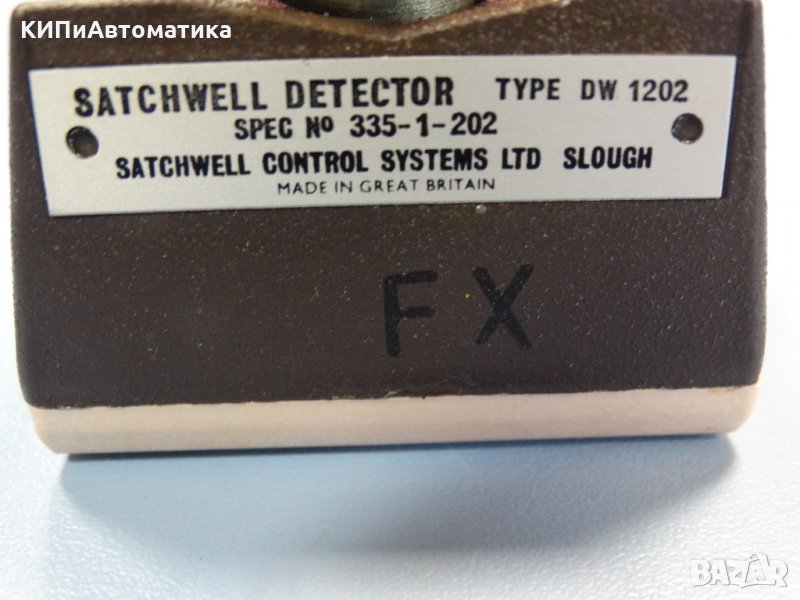 КИПиАвтоматика
SATCHWELL DETECTOR TYPE DW 1202
SPEC Nº 335-1-202
SATCHWELL CONTROL SYSTEMS LTD SLOUGH
MADE IN GREAT BRITAIN
FX
BAZAR